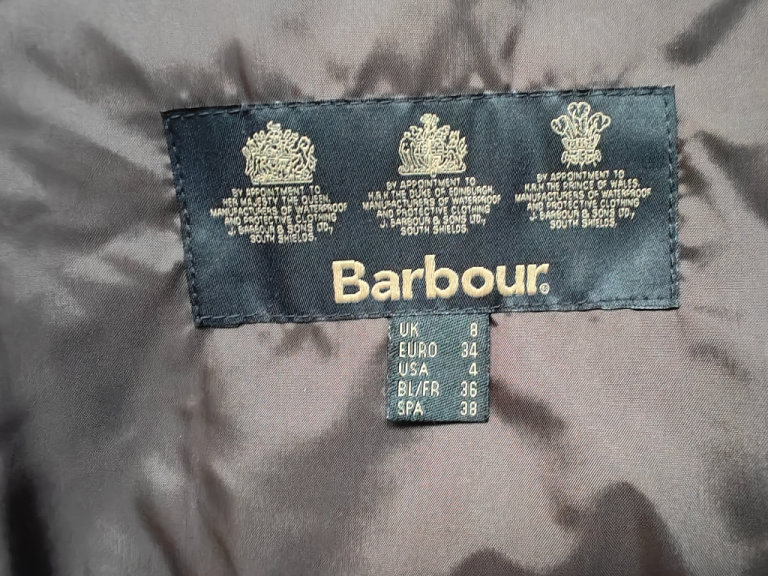 BY APPOINTMENT TO
HER MAJESTY THE QUEEN
MANUFACTURERS OF WATERPROOF
AND PROTECTIVE CLOTHING
J. BARBOUR & SONS LTD.,
SOUTH SHIELDS.
BY APPOINTMENT TO
H.R.H. THE DUKE OF EDINBURGH
MANUFACTURERS OF WATERPROOF
AND PROTECTIVE CLOTHING
J. BARBOUR & SONS LTD.,
SOUTH SHIELDS.
BY APPOINTMENT TO
H.R.H THE PRINCE OF WALES
MANUFACTURERS OF WATERPROOF
AND PROTECTIVE CLOTHING
J. BARBOUR & SONS LTD.,
SOUTH SHIELDS.
Barbour®
UK 8
EURO 34
USA 4
BL/FR 36
SPA 38